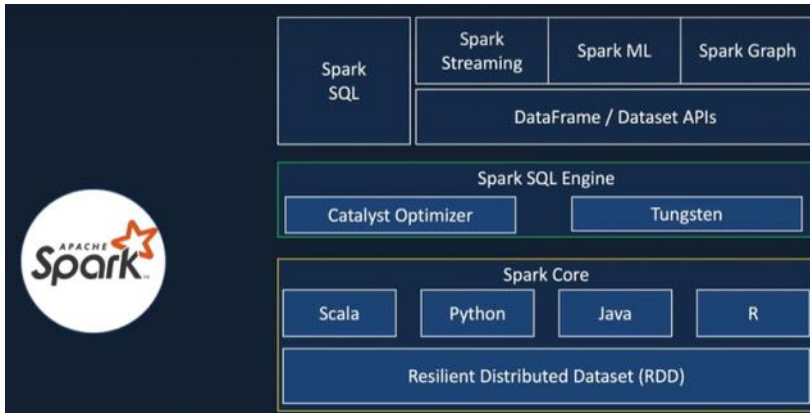 Spark
SQL
Spark
Streaming
Spark ML
Spark Graph
DataFrame / Dataset APIs
Spark SQL Engine
Catalyst Optimizer
Tungsten
APACHE
Spark™
Spark Core
Scala
Python
Java
R
Resilient Distributed Dataset (RDD)